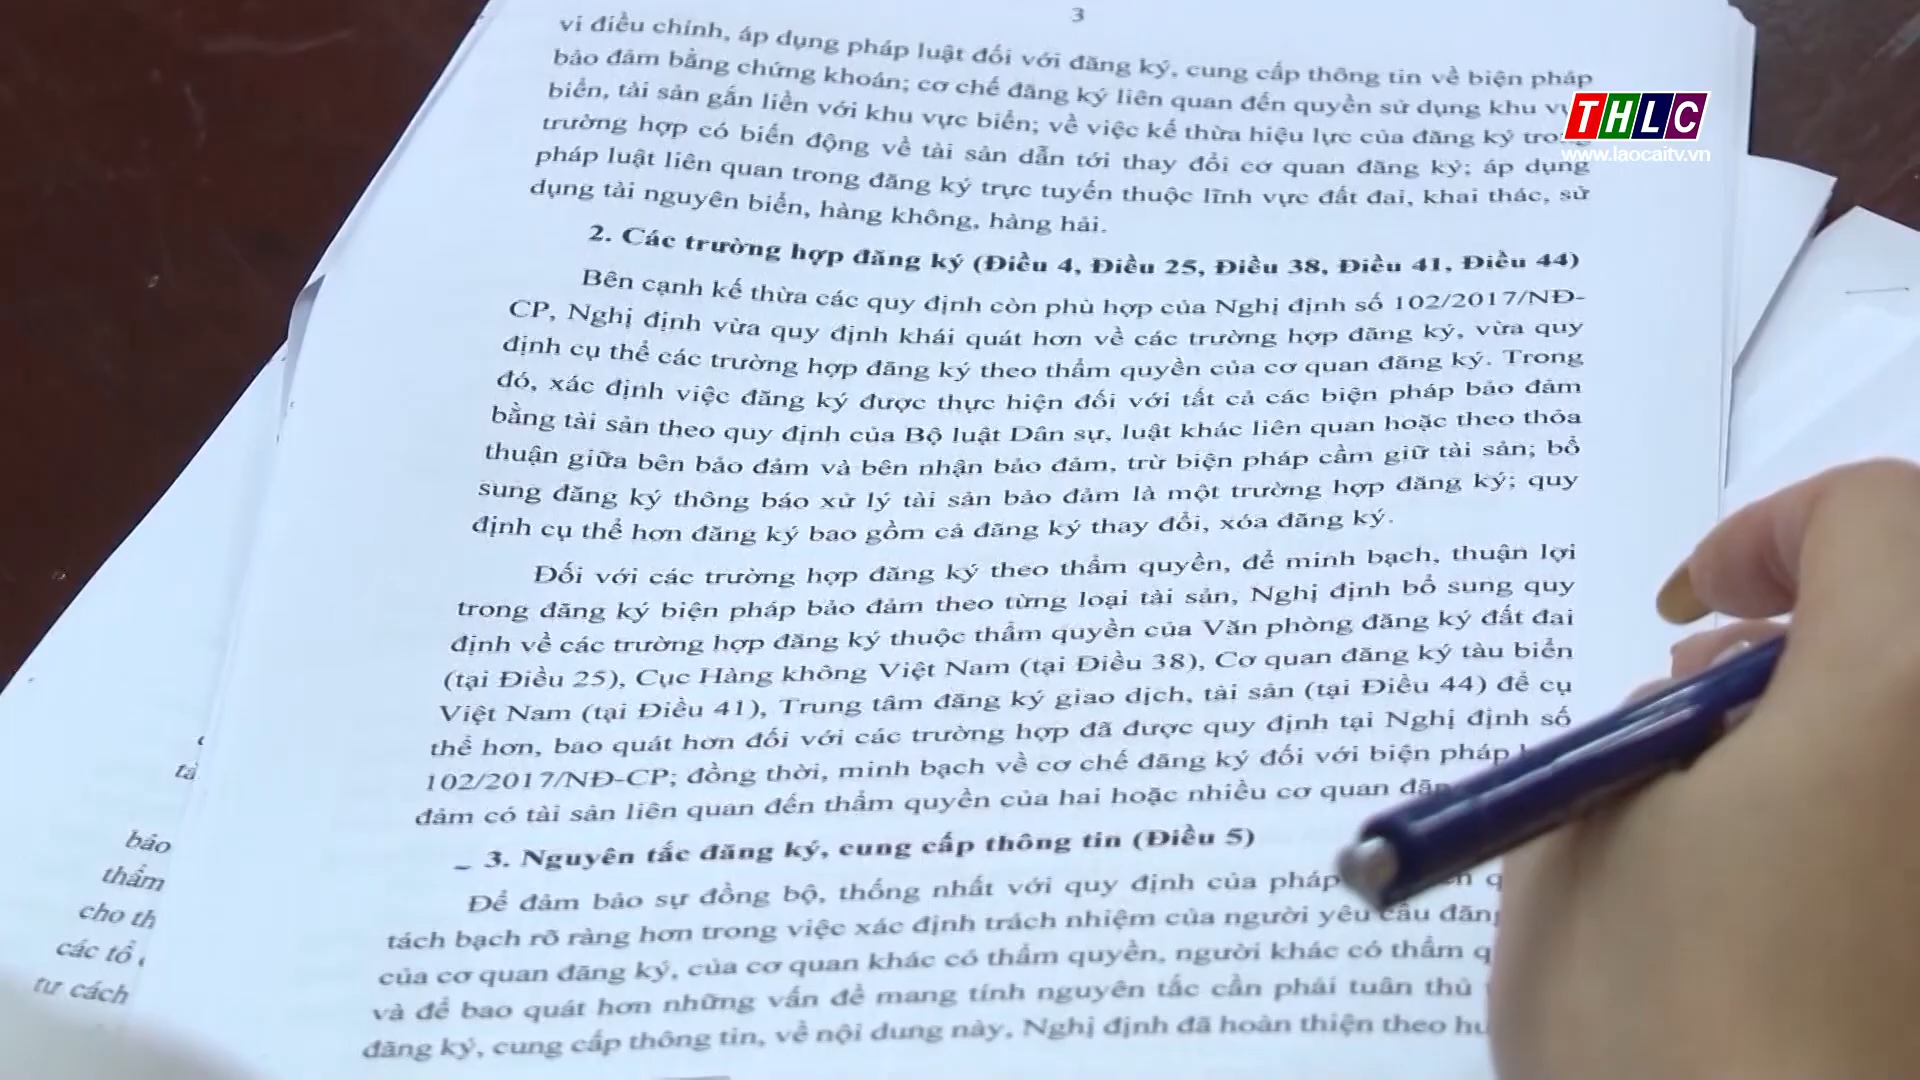 3
vi điều chỉnh, áp dụng pháp luật đối với đăng ký, cung cấp thông tin về biện pháp
bảo đảm bằng chứng khoán; cơ chế đăng ký liên quan đến quyền sử dụng khu vực
biển, tài sản gắn liền với khu vực biển; về việc kế thừa hiệu lực của đăng ký trong
trường hợp có biến động về tài sản dẫn tới thay đổi cơ quan đăng ký; áp dụng
pháp luật liên quan trong đăng ký trực tuyến thuộc lĩnh vực đất đai, khai thác, sử
dụng tài nguyên biển, hàng không, hàng hải.
2. Các trường hợp đăng ký (Điều 4, Điều 25, Điều 38, Điều 41, Điều 44)
Bên cạnh kế thừa các quy định còn phù hợp của Nghị định số 102/2017/NĐ-
CP, Nghị định vừa quy định khái quát hơn về các trường hợp đăng ký, vừa quy
định cụ thể các trường hợp đăng ký theo thẩm quyền của cơ quan đăng ký. Trong
đó, xác định việc đăng ký được thực hiện đối với tất cả các biện pháp bảo đảm
bằng tài sản theo quy định của Bộ luật Dân sự, luật khác liên quan hoặc theo thỏa
thuận giữa bên bảo đảm và bên nhận bảo đảm, trừ biện pháp cầm giữ tài sản; bổ
sung đăng ký thông báo xử lý tài sản bảo đảm là một trường hợp đăng ký; quy
định cụ thể hơn đăng ký bao gồm cả đăng ký thay đổi, xóa đăng ký.
Đối với các trường hợp đăng ký theo thẩm quyền, để minh bạch, thuận lợi
trong đăng ký biện pháp bảo đảm theo từng loại tài sản, Nghị định bổ sung quy
định về các trường hợp đăng ký thuộc thẩm quyền của Văn phòng đăng ký đất đai
(tại Điều 25), Cục Hàng không Việt Nam (tại Điều 38), Cơ quan đăng ký tàu biển
Việt Nam (tại Điều 41), Trung tâm đăng ký giao dịch, tài sản (tại Điều 44) để cụ
thể hơn, bao quát hơn đối với các trường hợp đã được quy định tại Nghị định số
102/2017/NĐ-CP; đồng thời, minh bạch về cơ chế đăng ký đối với biện pháp
đảm có tài sản liên quan đến thẩm quyền của hai hoặc nhiều cơ quan
3. Nguyên tắc đăng ký, cung cấp thông tin (Điều 5)
Để đảm bảo sự đồng bộ, thống nhất với quy định của pháp
tách bạch rõ ràng hơn trong việc xác định trách nhiệm của người yêu cầu đăng
của cơ quan đăng ký, của cơ quan khác có thẩm quyền, người khác có thẩm
và để bao quát hơn những vấn đề mang tính nguyên tắc cần phải tuân thủ
đăng ký, cung cấp thông tin, về nội dung này, Nghị định đã hoàn thiện theo
tà
bảo
thẩm
cho th
các tổ
tư cách
THLC
www.laocaitv.vn